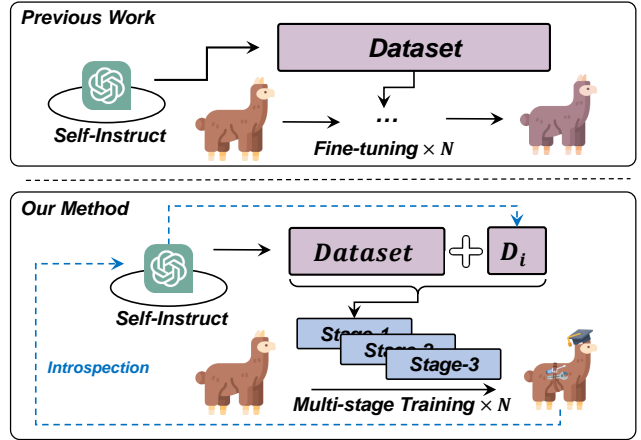 Previous Work
Dataset
Self-Instruct
...
Fine-tuning × N
Our Method
Dataset
D_i
Self-Instruct
Stage-1
Stage-2
Stage-3
Introspection
Multi-stage Training × N